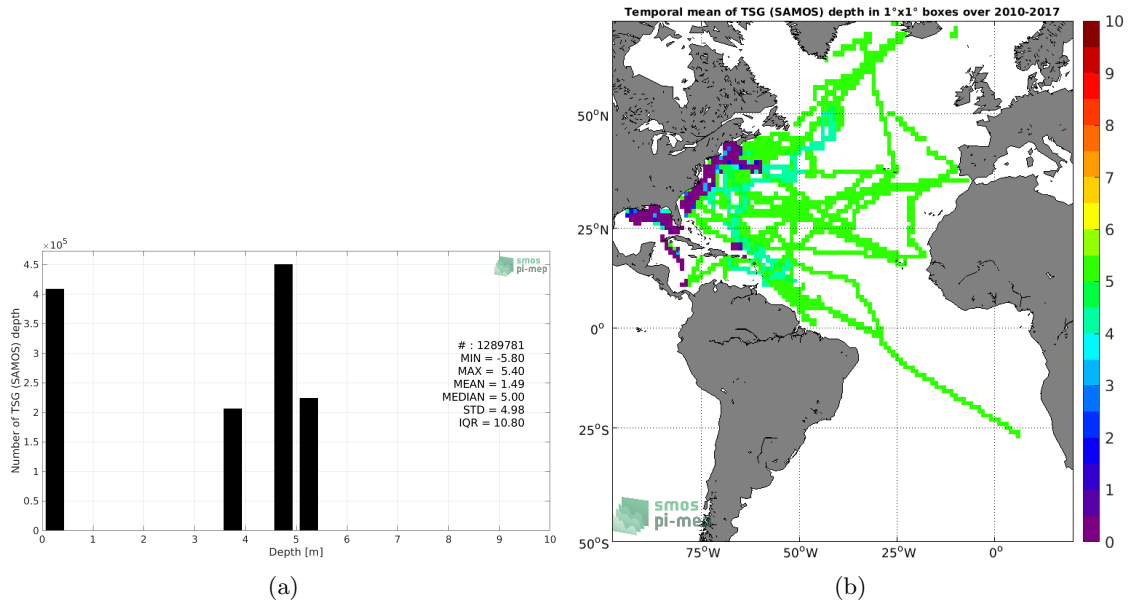 Temporal mean of TSG (SAMOS) depth in 1°x1° boxes over 2010-2017
×10⁵
4.5
4
3.5
3
2.5
2
1.5
1
0.5
0
Number of TSG (SAMOS) depth
smos
pi-mep
# : 1289781
MIN = -5.80
MAX = 5.40
MEAN = 1.49
MEDIAN = 5.00
STD = 4.98
IQR = 10.80
0 1 2 3 4 5 6 7 8 9 10
Depth [m]
(a)
50°N
25°N
0°
25°S
50°S
75°W 50°W 25°W 0°
smos
pi-mep
10
9
8
7
6
5
4
3
2
1
0
(b)